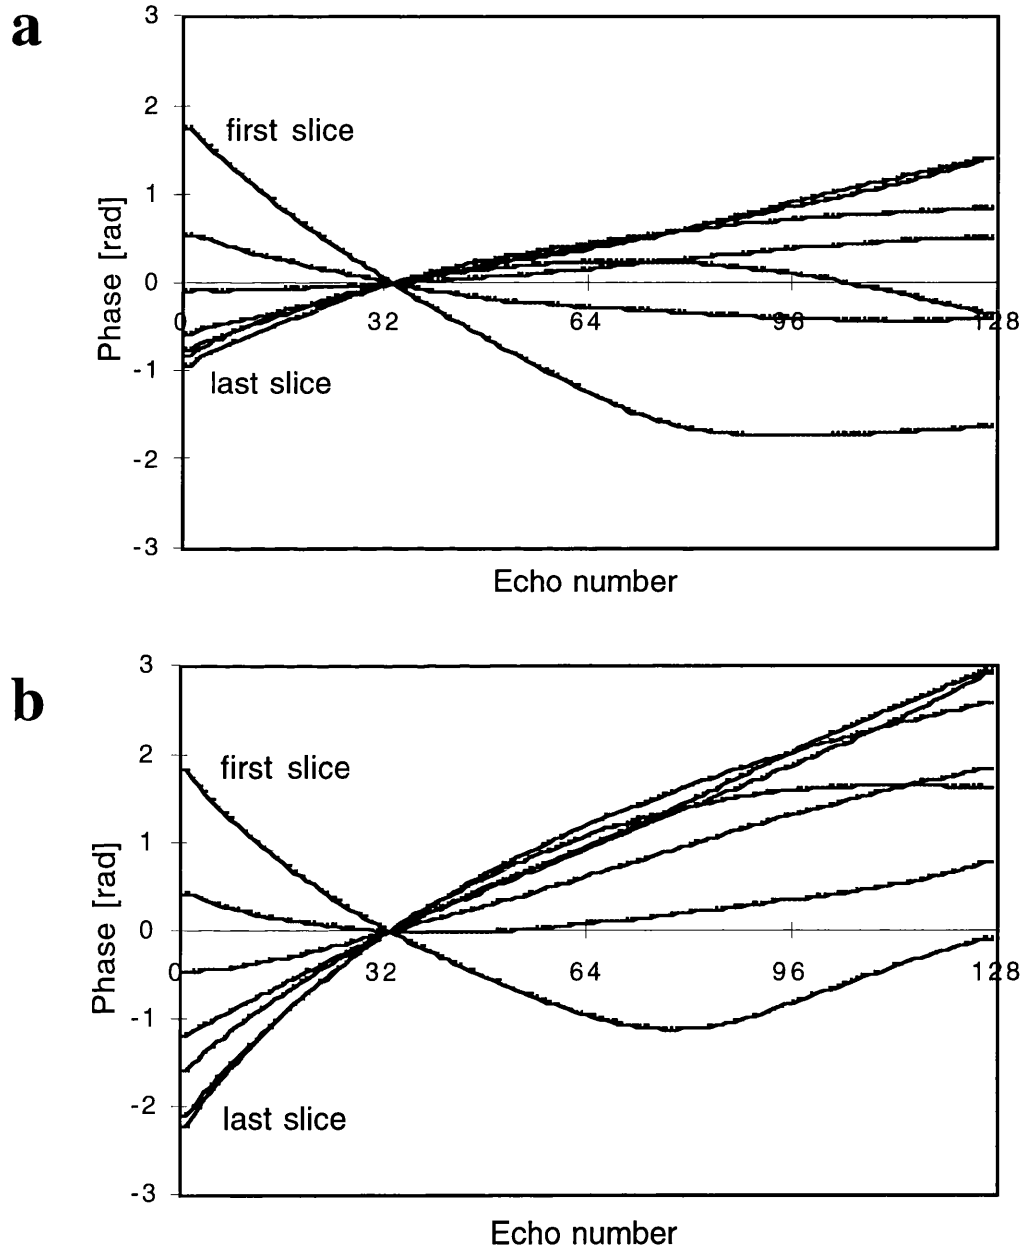 a
3
2
first slice
1
Phase [rad]
0
0 32 64 96 128
-1
last slice
-2
-3
Echo number
b
3
2
first slice
1
Phase [rad]
0
0 32 64 96 128
-1
last slice
-2
-3
Echo number